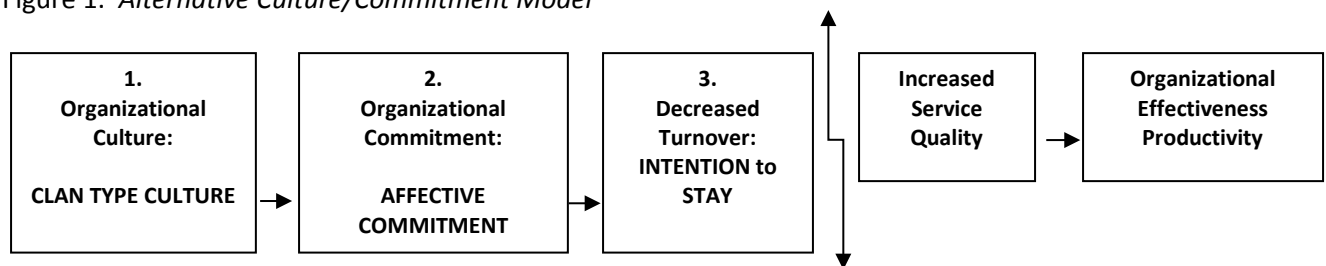 Figure 1. Alternative Culture/Commitment Model
1.
Organizational
Culture:
CLAN TYPE CULTURE
2.
Organizational
Commitment:
AFFECTIVE
COMMITMENT
3.
Decreased
Turnover:
INTENTION to
STAY
Increased
Service
Quality
Organizational
Effectiveness
Productivity